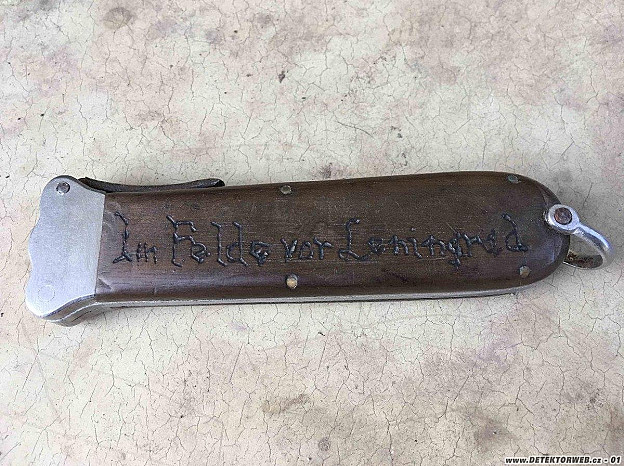 Im Felde vor Leningrad
www.DETEKTORWEB.cz - 01